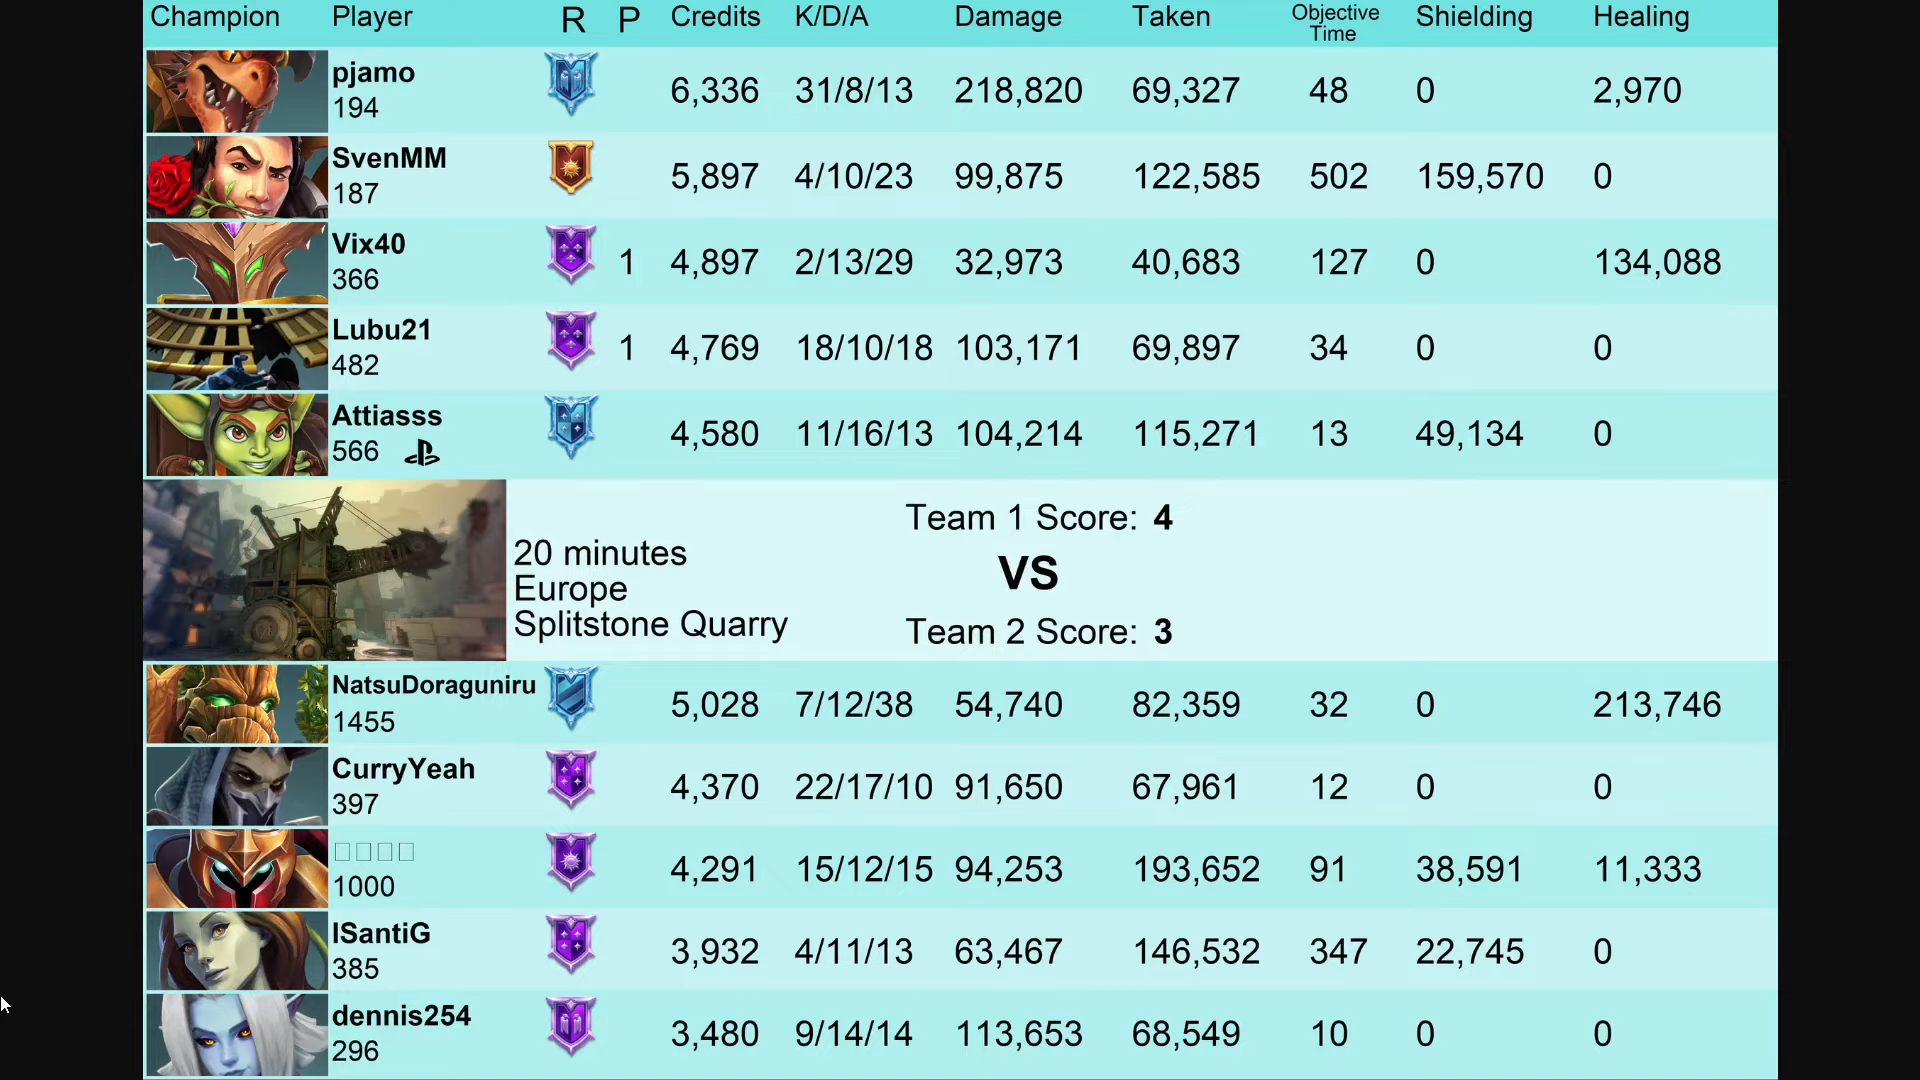 Champion Player R P Credits K/D/A Damage Taken Objective Time Shielding Healing
pjamo
194
6,336 31/8/13 218,820 69,327 48 0 2,970
SvenMM
187
5,897 4/10/23 99,875 122,585 502 159,570 0
Vix40
366
1 4,897 2/13/29 32,973 40,683 127 0 134,088
Lubu21
482
1 4,769 18/10/18 103,171 69,897 34 0 0
Attiasss
566
4,580 11/16/13 104,214 115,271 13 49,134 0
Team 1 Score: 4
20 minutes
VS
Europe
Splitstone Quarry
Team 2 Score: 3
NatsuDoraguniru
1455
5,028 7/12/38 54,740 82,359 32 0 213,746
CurryYeah
397
4,370 22/17/10 91,650 67,961 12 0 0
□□□□
1000
4,291 15/12/15 94,253 193,652 91 38,591 11,333
ISantiG
385
3,932 4/11/13 63,467 146,532 347 22,745 0
dennis254
296
3,480 9/14/14 113,653 68,549 10 0 0